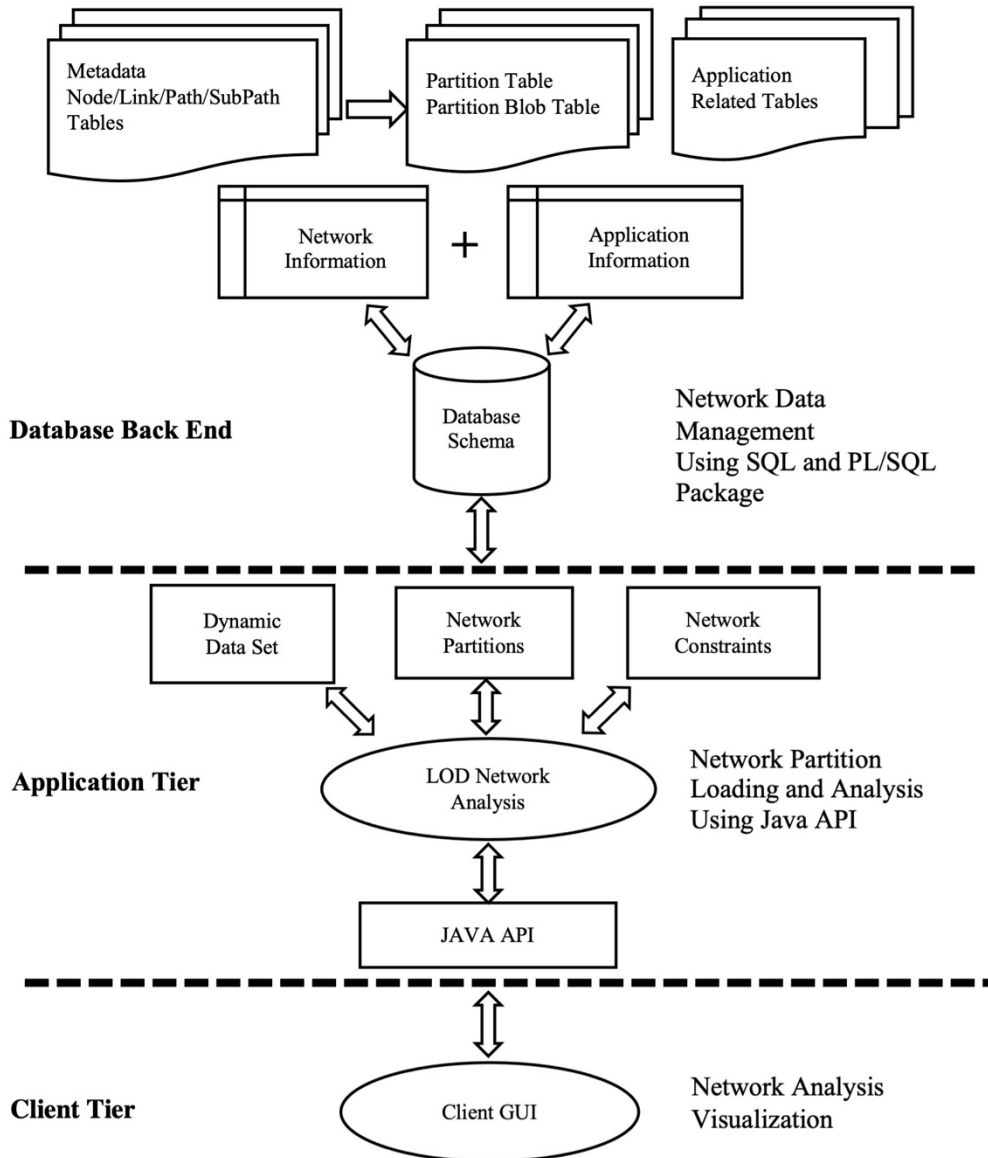 Metadata
Node/Link/Path/SubPath
Tables
Partition Table
Partition Blob Table
Application
Related Tables
Network
Information
+
Application
Information
Database
Schema
Database Back End
Network Data
Management
Using SQL and PL/SQL
Package
Dynamic
Data Set
Network
Partitions
Network
Constraints
LOD Network
Analysis
Application Tier
Network Partition
Loading and Analysis
Using Java API
JAVA API
Client GUI
Client Tier
Network Analysis
Visualization